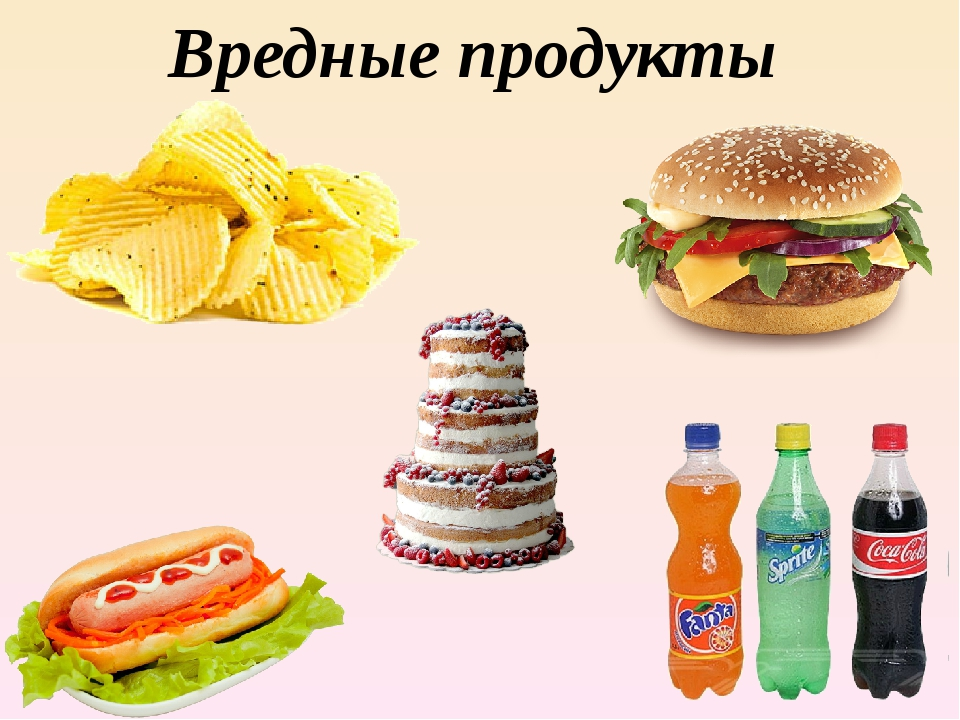 Вредные продукты
Fanta
Sprite
Coca-Cola